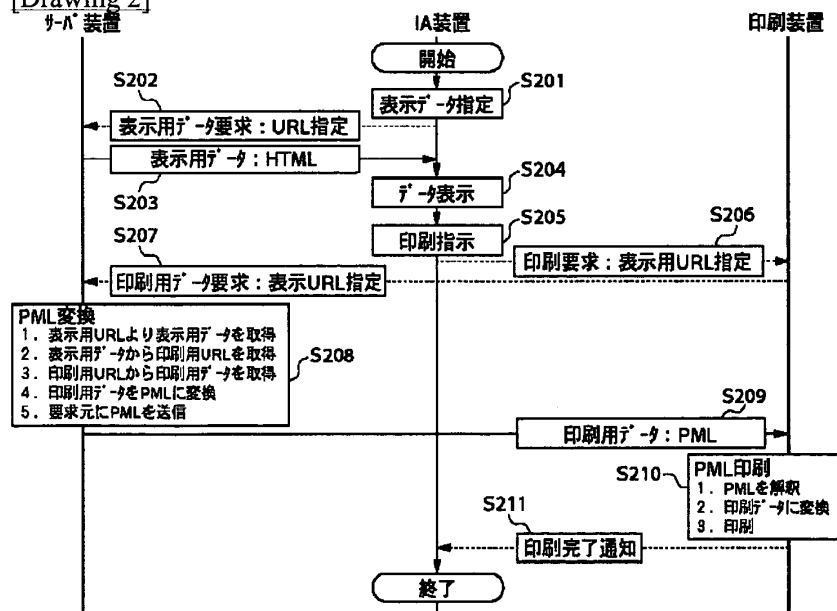 [Drawing 2]
ｻｰﾊﾞ装置
IA装置
印刷装置
開始
S201
表示ﾃﾞｰﾀ指定
S202
表示用ﾃﾞｰﾀ要求：URL指定
表示用ﾃﾞｰﾀ：HTML
S203
S204
ﾃﾞｰﾀ表示
S205
印刷指示
S206
印刷要求：表示用URL指定
S207
印刷用ﾃﾞｰﾀ要求：表示URL指定
PML変換
1. 表示用URLより表示用ﾃﾞｰﾀを取得
2. 表示用ﾃﾞｰﾀから印刷用URLを取得
3. 印刷用URLから印刷用ﾃﾞｰﾀを取得
4. 印刷用ﾃﾞｰﾀをPMLに変換
5. 要求元にPMLを送信
S208
S209
印刷用ﾃﾞｰﾀ：PML
S210
PML印刷
1. PMLを解釈
2. 印刷ﾃﾞｰﾀに変換
3. 印刷
S211
印刷完了通知
終了